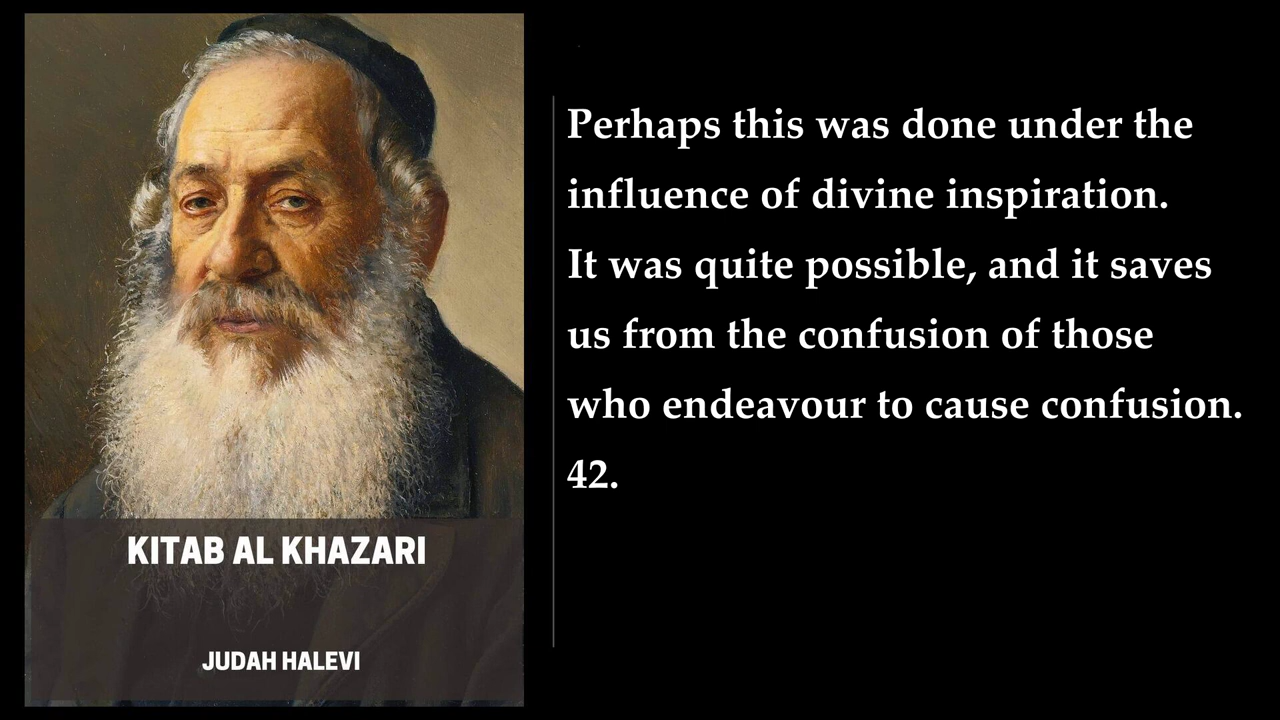 Perhaps this was done under the
influence of divine inspiration.
It was quite possible, and it saves
us from the confusion of those
who endeavour to cause confusion.
42.
KITAB AL KHAZARI
JUDAH HALEVI